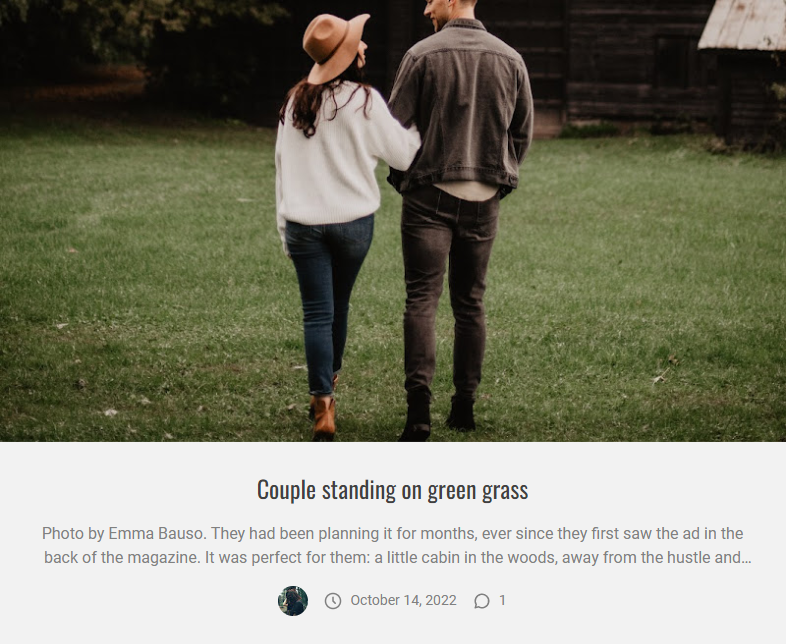 Couple standing on green grass
Photo by Emma Bauso. They had been planning it for months, ever since they first saw the ad in the
back of the magazine. It was perfect for them: a little cabin in the woods, away from the hustle and...
October 14, 2022 1